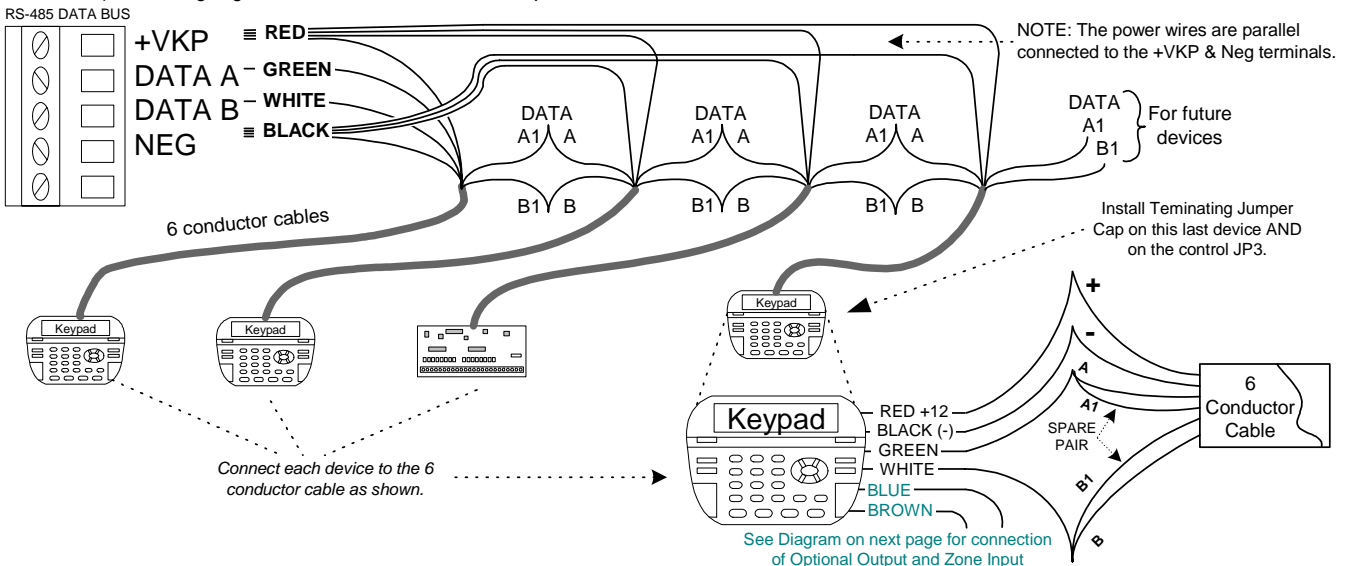 RS-485 DATA BUS
+VKP
RED
DATA A
GREEN
DATA B
WHITE
BLACK
NEG
NOTE: The power wires are parallel
connected to the +VKP & Neg terminals.
DATA
A1 A
B1 B
DATA
A1 A
B1 B
DATA
A1 A
B1 B
DATA
A1
B1
For future
devices
6 conductor cables
Install Teminating Jumper
Cap on this last device AND
on the control JP3.
Keypad
Keypad
Keypad
Connect each device to the 6
conductor cable as shown.
Keypad
RED +12
BLACK (-)
GREEN
WHITE
BLUE
BROWN
See Diagram on next page for connection
of Optional Output and Zone Input
+
-
A
A1
SPARE
PAIR
B1
B
6
Conductor
Cable